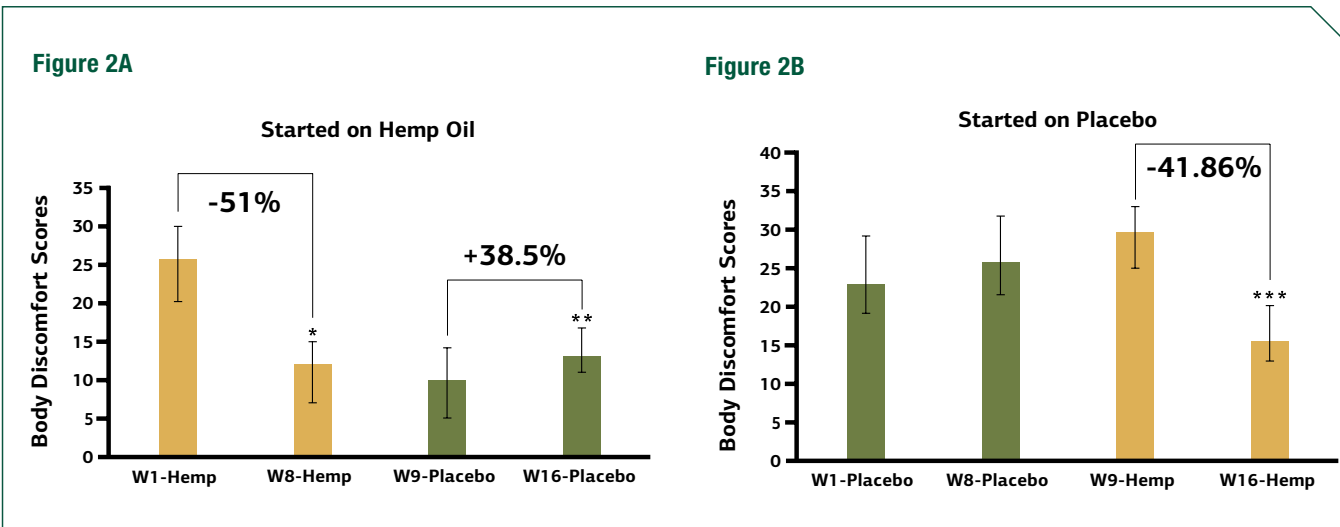 Figure 2A
Started on Hemp Oil
Body Discomfort Scores
35
30
25
20
15
10
5
0
-51%
+38.5%
*
**
W1-Hemp W8-Hemp W9-Placebo W16-Placebo
Figure 2B
Started on Placebo
Body Discomfort Scores
40
35
30
25
20
15
10
5
0
-41.86%
***
W1-Placebo W8-Placebo W9-Hemp W16-Hemp